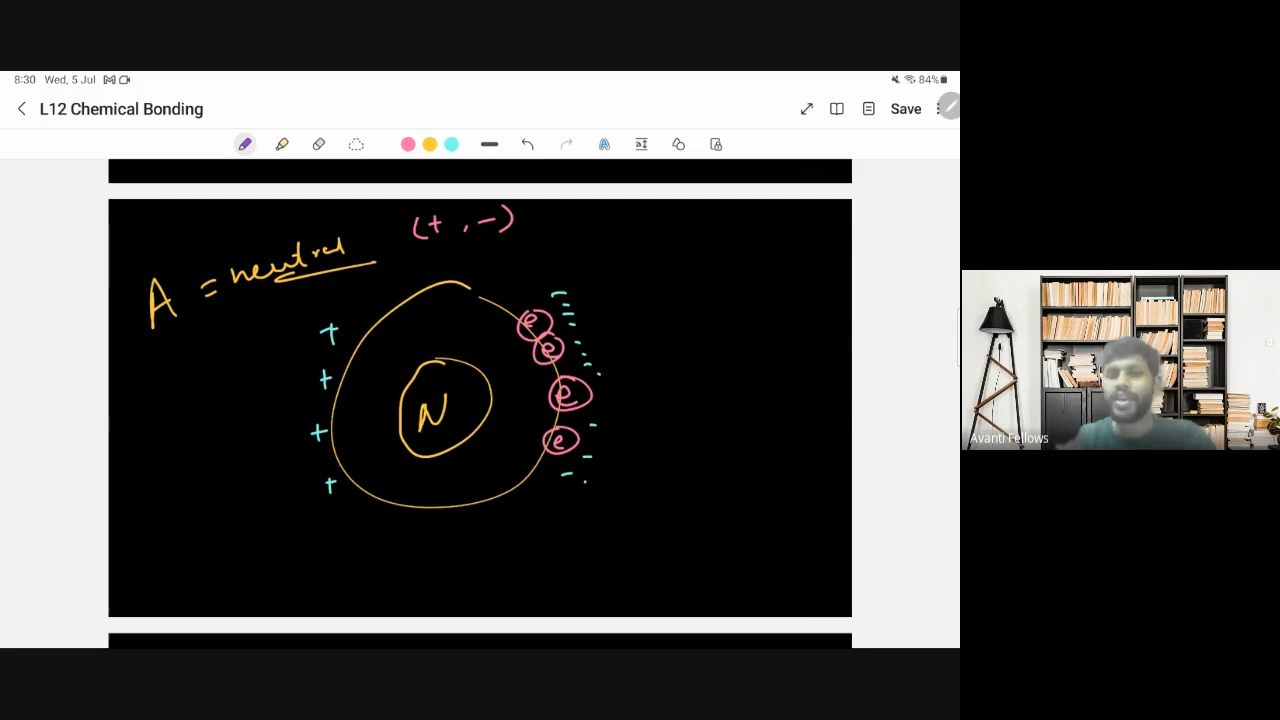 8:30 Wed, 5 Jul
84%
L12 Chemical Bonding
Save
(+ , -)
A = neutral
+
+
+
+
N
e
e
e
e
Avanti Fellows